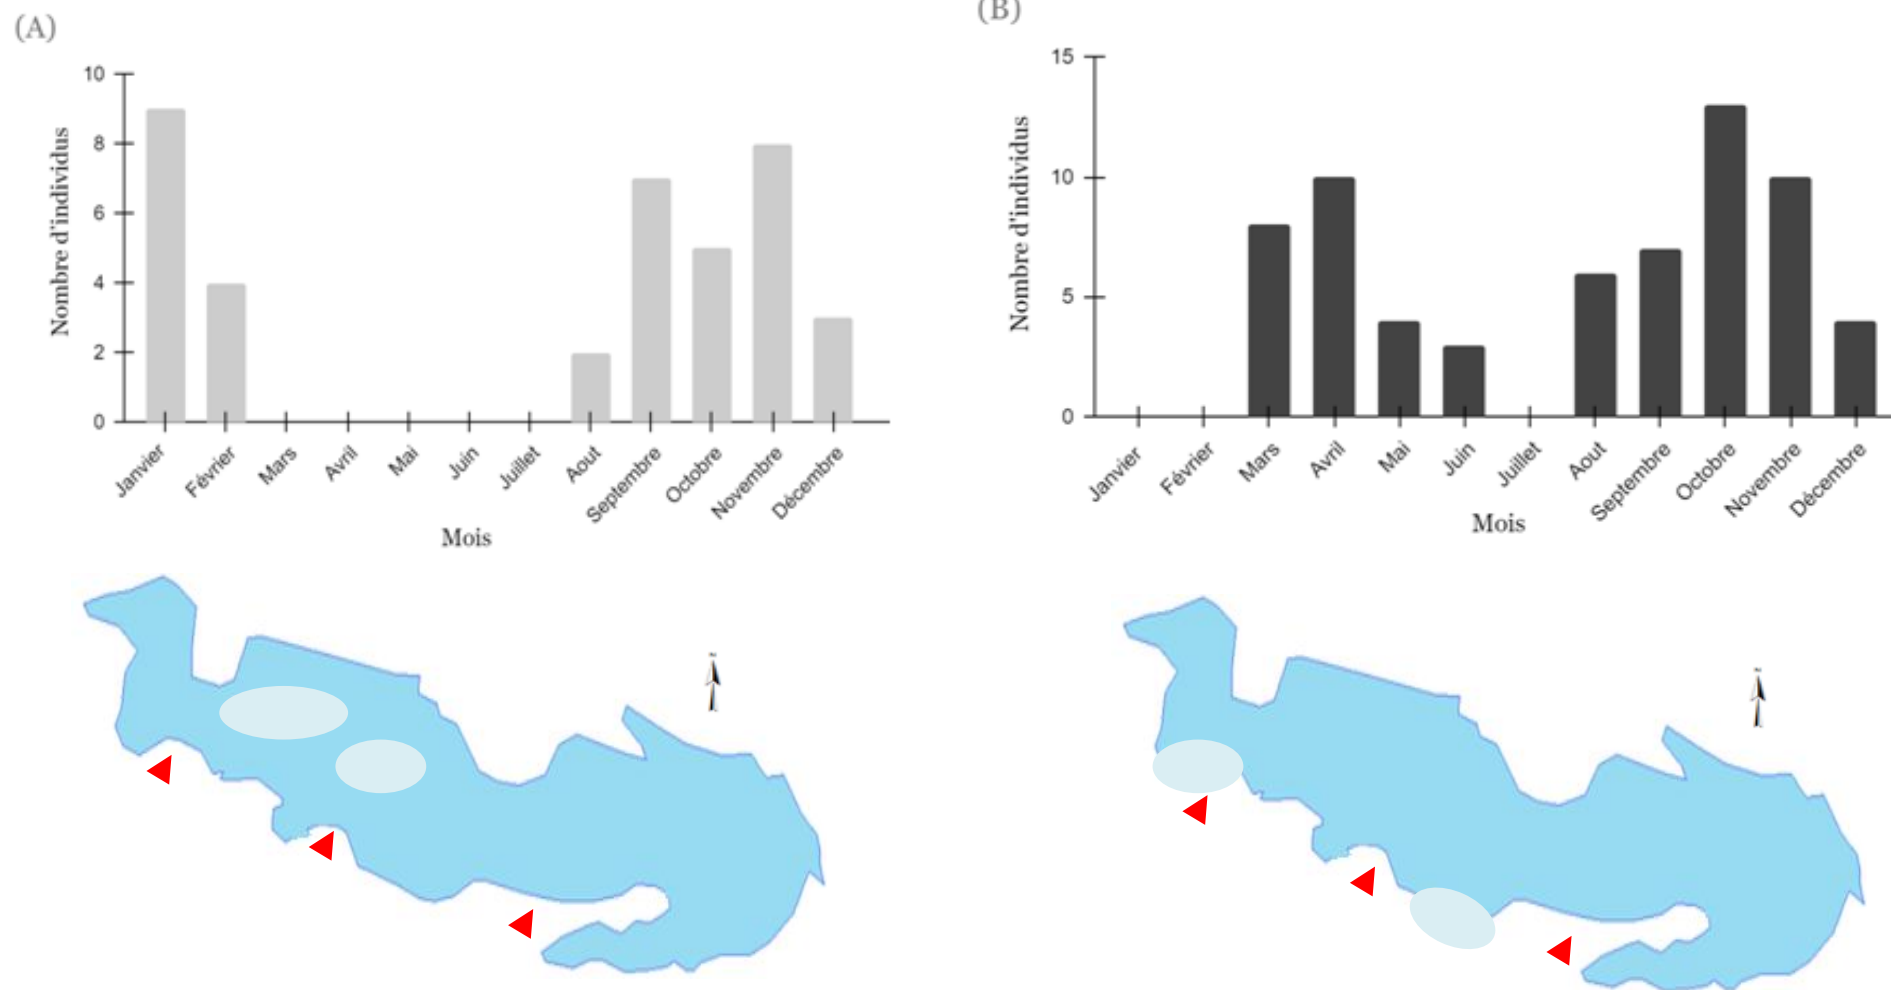 (A)
Nombre d'individus
10
8
6
4
2
0
Janvier
Février
Mars
Avril
Mai
Juin
Juillet
Aout
Septembre
Octobre
Novembre
Décembre
Mois
(B)
Nombre d'individus
15
10
5
0
Janvier
Février
Mars
Avril
Mai
Juin
Juillet
Aout
Septembre
Octobre
Novembre
Décembre
Mois